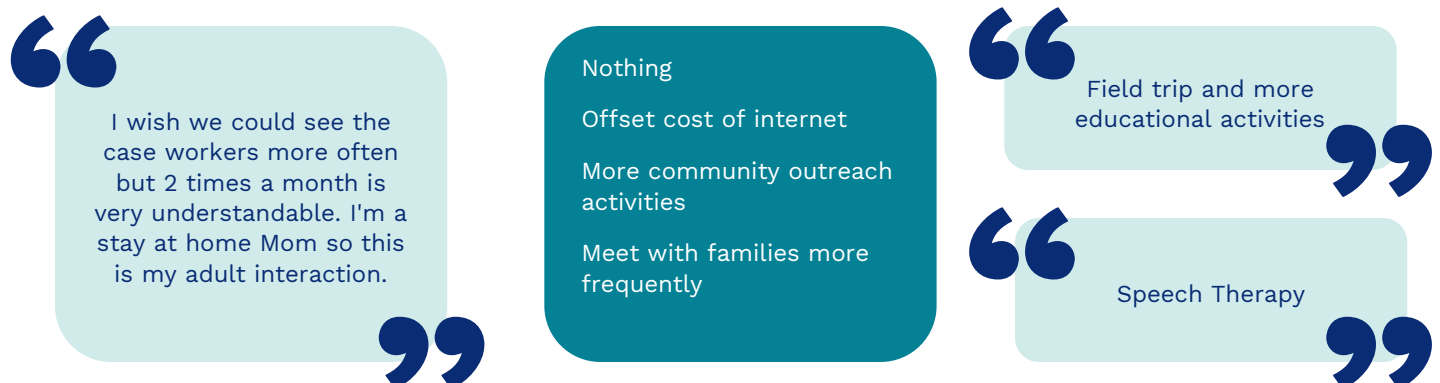 I wish we could see the
case workers more often
but 2 times a month is
very understandable. I'm a
stay at home Mom so this
is my adult interaction.
Nothing
Offset cost of internet
More community outreach
activities
Meet with families more
frequently
Field trip and more
educational activities
Speech Therapy